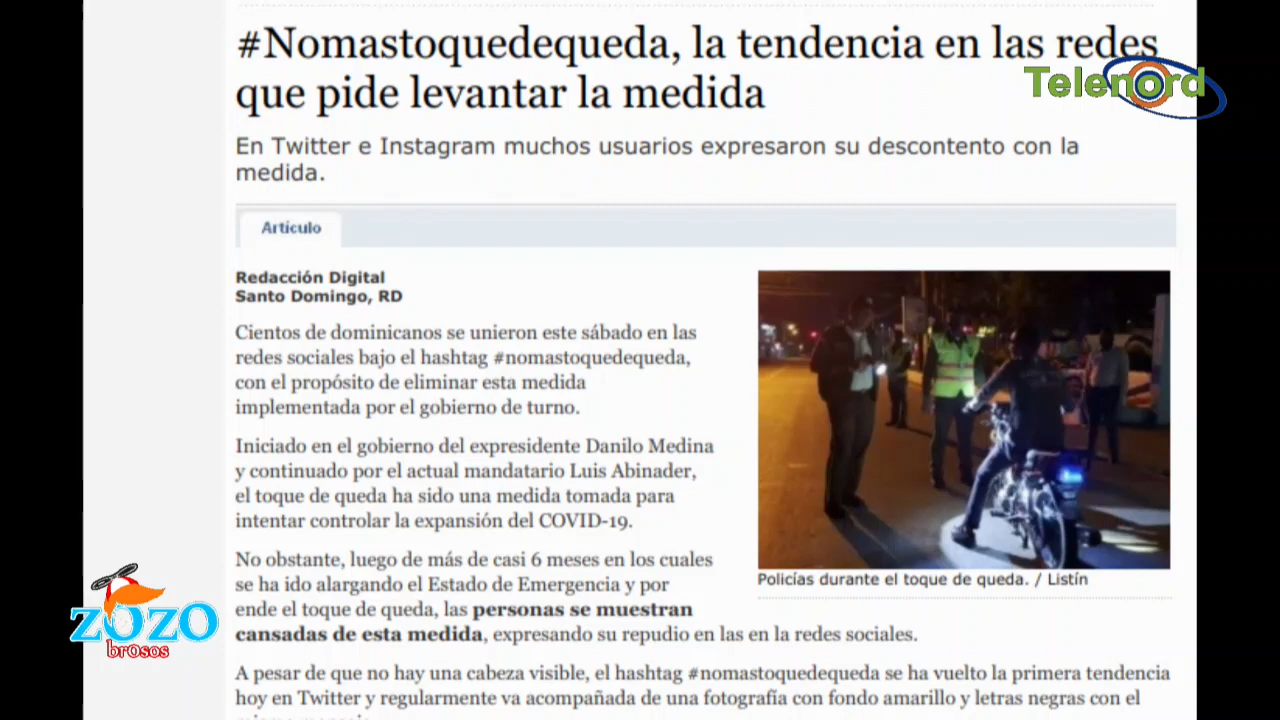 #Nomastoquedequeda, la tendencia en las redes
que pide levantar la medida
Telenord
En Twitter e Instagram muchos usuarios expresaron su descontento con la
medida.
Artículo
Redacción Digital
Santo Domingo, RD
Cientos de dominicanos se unieron este sábado en las
redes sociales bajo el hashtag #nomastoquedequeda,
con el propósito de eliminar esta medida
implementada por el gobierno de turno.
Iniciado en el gobierno del expresidente Danilo Medina
y continuado por el actual mandatario Luis Abinader,
el toque de queda ha sido una medida tomada para
intentar controlar la expansión del COVID-19.
Policías durante el toque de queda. / Listín
No obstante, luego de más de casi 6 meses en los cuales
se ha ido alargando el Estado de Emergencia y por
ende el toque de queda, las personas se muestran
cansadas de esta medida, expresando su repudio en las en la redes sociales.
A pesar de que no hay una cabeza visible, el hashtag #nomastoquedequeda se ha vuelto la primera tendencia
hoy en Twitter y regularmente va acompañada de una fotografía con fondo amarillo y letras negras con el
ZOZO
brosos